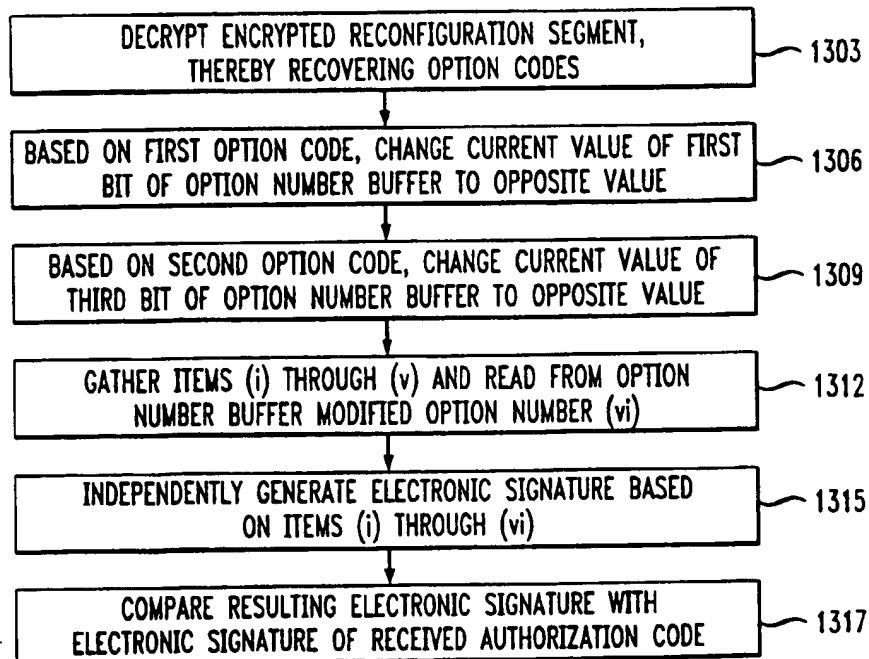 DECRYPT ENCRYPTED RECONFIGURATION SEGMENT,
THEREBY RECOVERING OPTION CODES
1303
BASED ON FIRST OPTION CODE, CHANGE CURRENT VALUE OF FIRST
BIT OF OPTION NUMBER BUFFER TO OPPOSITE VALUE
1306
BASED ON SECOND OPTION CODE, CHANGE CURRENT VALUE OF
THIRD BIT OF OPTION NUMBER BUFFER TO OPPOSITE VALUE
1309
GATHER ITEMS (i) THROUGH (v) AND READ FROM OPTION
NUMBER BUFFER MODIFIED OPTION NUMBER (vi)
1312
INDEPENDENTLY GENERATE ELECTRONIC SIGNATURE BASED
ON ITEMS (i) THROUGH (vi)
1315
COMPARE RESULTING ELECTRONIC SIGNATURE WITH
ELECTRONIC SIGNATURE OF RECEIVED AUTHORIZATION CODE
1317